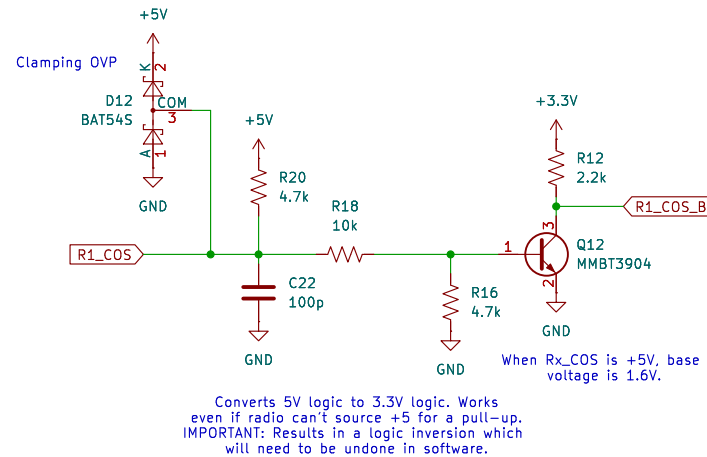 +5V
Clamping OVP
K
2
D12
BAT54S
COM
3
A
1
GND
+5V
R20
4.7k
R18
10k
R1_COS
C22
100p
GND
R16
4.7k
GND
+3.3V
R12
2.2k
R1_COS_B
3
1
Q12
MMBT3904
2
GND
When Rx_COS is +5V, base
voltage is 1.6V.
Converts 5V logic to 3.3V logic. Works
even if radio can't source +5 for a pull-up.
IMPORTANT: Results in a logic inversion which
will need to be undone in software.